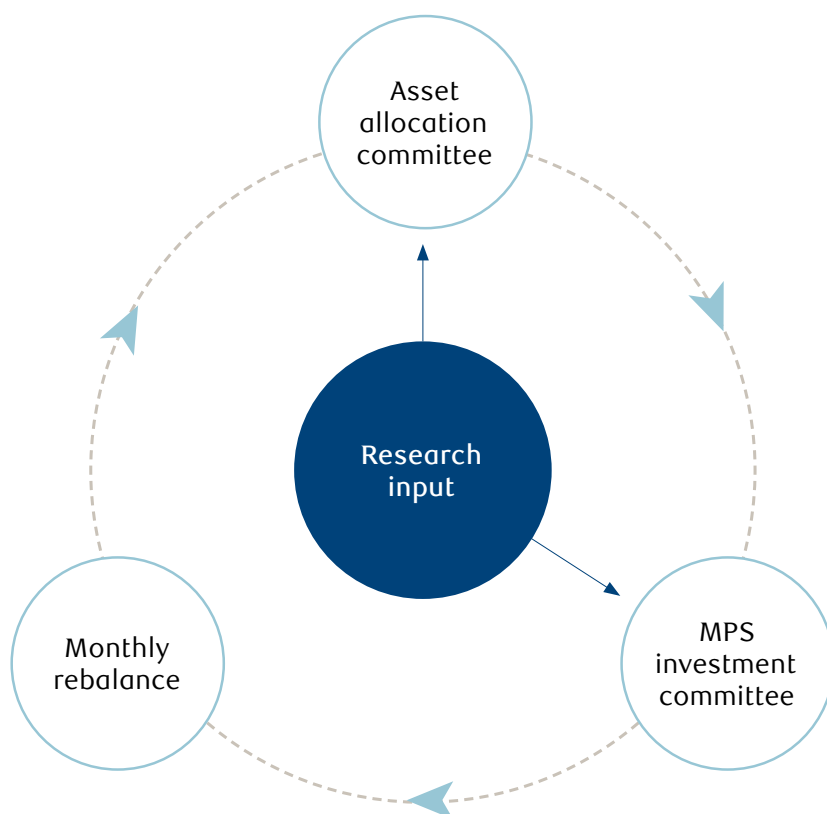 Asset
allocation
committee
Research
input
Monthly
rebalance
MPS
investment
committee